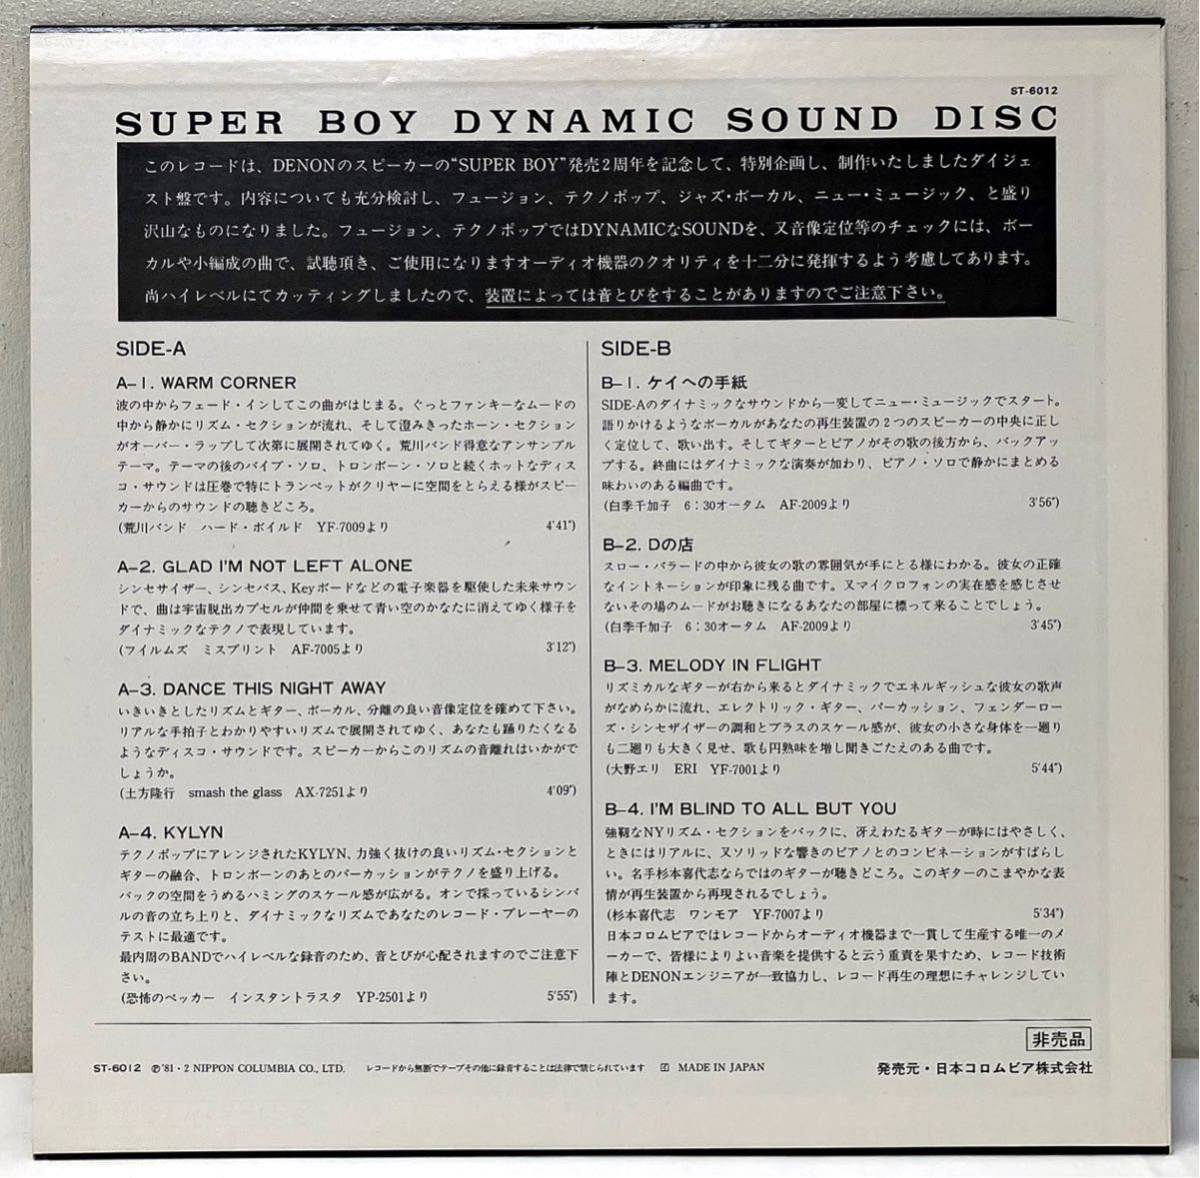 ST-6012
SUPER BOY DYNAMIC SOUND DISC
このレコードは、DENONのスピーカーの“SUPER BOY”発売2周年を記念して、特別企画し、制作いたしましたダイジェ
スト盤です。内容についても充分検討し、フュージョン、テクノポップ、ジャズ・ボーカル、ニュー・ミュージック、と盛り
沢山なものになりました。フュージョン、テクノポップではDYNAMICなSOUNDを、又音像定位等のチェックには、ボー
カルや小編成の曲で、試聴頂き、ご使用になりますオーディオ機器のクオリティを十二分に発揮するよう考慮してあります。
尚ハイレベルにてカッティングしましたので、装置によっては音とびをすることがありますのでご注意下さい。
SIDE-A
A-1. WARM CORNER
波の中からフェード・インしてこの曲がはじまる。ぐっとファンキーなムードの
中から静かにリズム・セクションが流れ、そして澄みきったホーン・セクション
がオーバー・ラップして次第に展開されてゆく。荒川バンド得意なアンサンブル
テーマ。テーマの後のバイブ・ソロ、トロンボーン・ソロと続くホットなディス
コ・サウンドは圧巻で特にトランペットがクリヤーに空間をとらえる様がスピー
カーからのサウンドの聴きどころ。
(荒川バンド ハード・ボイルド YF-7009より 4'41")
A-2. GLAD I'M NOT LEFT ALONE
シンセサイザー、シンセバス、Keyボードなどの電子楽器を駆使した未来サウン
ドで、曲は宇宙脱出カプセルが仲間を乗せて青い空のかなたに消えてゆく様子を
ダイナミックなテクノで表現しています。
(フイルムズ ミスプリント AF-7005より 3'12")
A-3. DANCE THIS NIGHT AWAY
いきいきとしたリズムとギター、ボーカル、分離の良い音像定位を確めて下さい。
リアルな手拍子とわかりやすいリズムで展開されてゆく、あなたも踊りたくなる
ようなディスコ・サウンドです。スピーカーからこのリズムの音離れはいかがで
しょうか。
(土方隆行 smash the glass AX-7251より 4'09")
A-4. KYLYN
テクノポップにアレンジされたKYLYN、力強く抜けの良いリズム・セクションと
ギターの融合、トロンボーンのあとのパーカッションがテクノを盛り上げる。
バックの空間をうめるハミングのスケール感が広がる。オンで採っているシンバ
ルの音の立ち上りと、ダイナミックなリズムであなたのレコード・プレーヤーの
テストに最適です。
最内周のBANDでハイレベルな録音のため、音とびが心配されますのでご注意下
さい。
(恐怖のペッカー インスタントラスタ YP-2501より 5'55")
SIDE-B
B-1. ケイへの手紙
SIDE-Aのダイナミックなサウンドから一変してニュー・ミュージックでスタート。
語りかけるようなボーカルがあなたの再生装置の2つのスピーカーの中央に正し
く定位して、歌い出す。そしてギターとピアノがその歌の後方から、バックアッ
プする。終曲にはダイナミックな演奏が加わり、ピアノ・ソロで静かにまとめる
味わいのある編曲です。
(白季千加子 6:30オータム AF-2009より 3'56")
B-2. Dの店
スロー・バラードの中から彼女の歌の雰囲気が手にとる様にわかる。彼女の正確
なイントネーションが印象に残る曲です。又マイクロフォンの実在感を感じさせ
ないその場のムードがお聴きになるあなたの部屋に標って来ることでしょう。
(白季千加子 6:30オータム AF-2009より 3'45")
B-3. MELODY IN FLIGHT
リズミカルなギターが右から来るとダイナミックでエネルギッシュな彼女の歌声
がなめらかに流れ、エレクトリック・ギター、パーカッション、フェンダーロー
ズ・シンセザイザーの調和とブラスのスケール感が、彼女の小さな身体を一廻り
も二廻りも大きく見せ、歌も円熟味を増し聞きごたえのある曲です。
(大野エリ ERI YF-7001より 5'44")
B-4. I'M BLIND TO ALL BUT YOU
強靱なNYリズム・セクションをバックに、冴えわたるギターが時にはやさしく、
ときにはリアルに、又ソリッドな響きのピアノとのコンビネーションがすばらし
い。名手杉本喜代志ならではのギターが聴きどころ。このギターのこまやかな表
情が再生装置から再現されるでしょう。
(杉本喜代志 ワンモア YF-7007より 5'34")
日本コロムビアではレコードからオーディオ機器まで一貫して生産する唯一のメ
ーカーで、皆様によりよい音楽を提供すると云う重責を果すため、レコード技術
陣とDENONエンジニアが一致協力し、レコード再生の理想にチャレンジしてい
ます。
非売品
ST-6012 Ⓟ'81・2 NIPPON COLUMBIA CO., LTD. レコードから無断でテープその他に録音することは法律で禁じられています MADE IN JAPAN 発売元・日本コロムビア株式会社